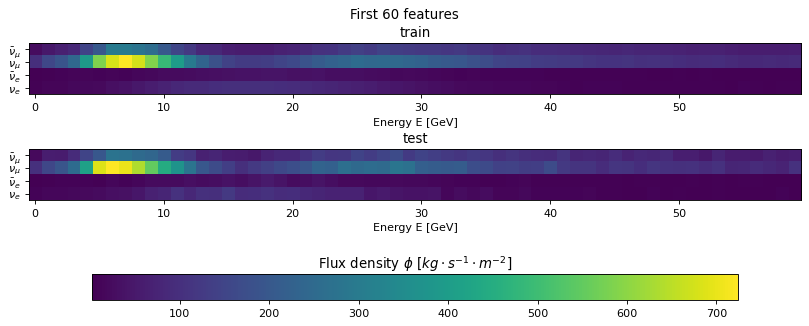 First 60 features
train
ν̄μ
νμ
ν̄e
νe
0 10 20 30 40 50
Energy E [GeV]
test
ν̄μ
νμ
ν̄e
νe
0 10 20 30 40 50
Energy E [GeV]
Flux density ϕ [kg · s⁻¹ · m⁻²]
100 200 300 400 500 600 700